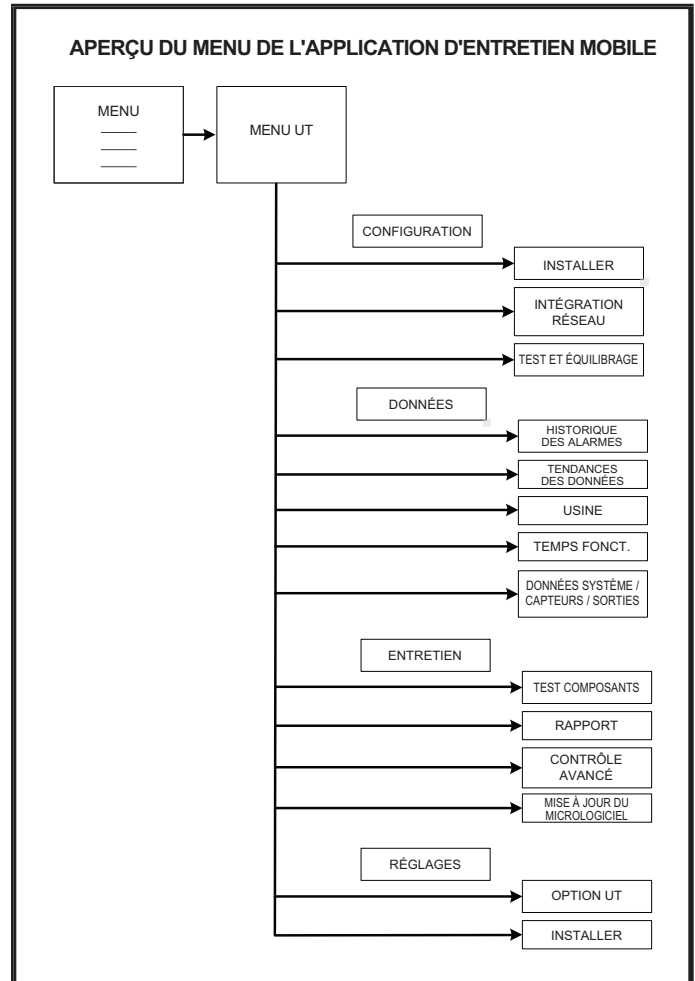 APERÇU DU MENU DE L'APPLICATION D'ENTRETIEN MOBILE
MENU
MENU UT
CONFIGURATION
INSTALLER
INTÉGRATION
RÉSEAU
TEST ET ÉQUILIBRAGE
DONNÉES
HISTORIQUE
DES ALARMES
TENDANCES
DES DONNÉES
USINE
TEMPS FONCT.
DONNÉES SYSTÈME /
CAPTEURS / SORTIES
ENTRETIEN
TEST COMPOSANTS
RAPPORT
CONTRÔLE
AVANCÉ
MISE À JOUR DU
MICROLOGICIEL
RÉGLAGES
OPTION UT
INSTALLER